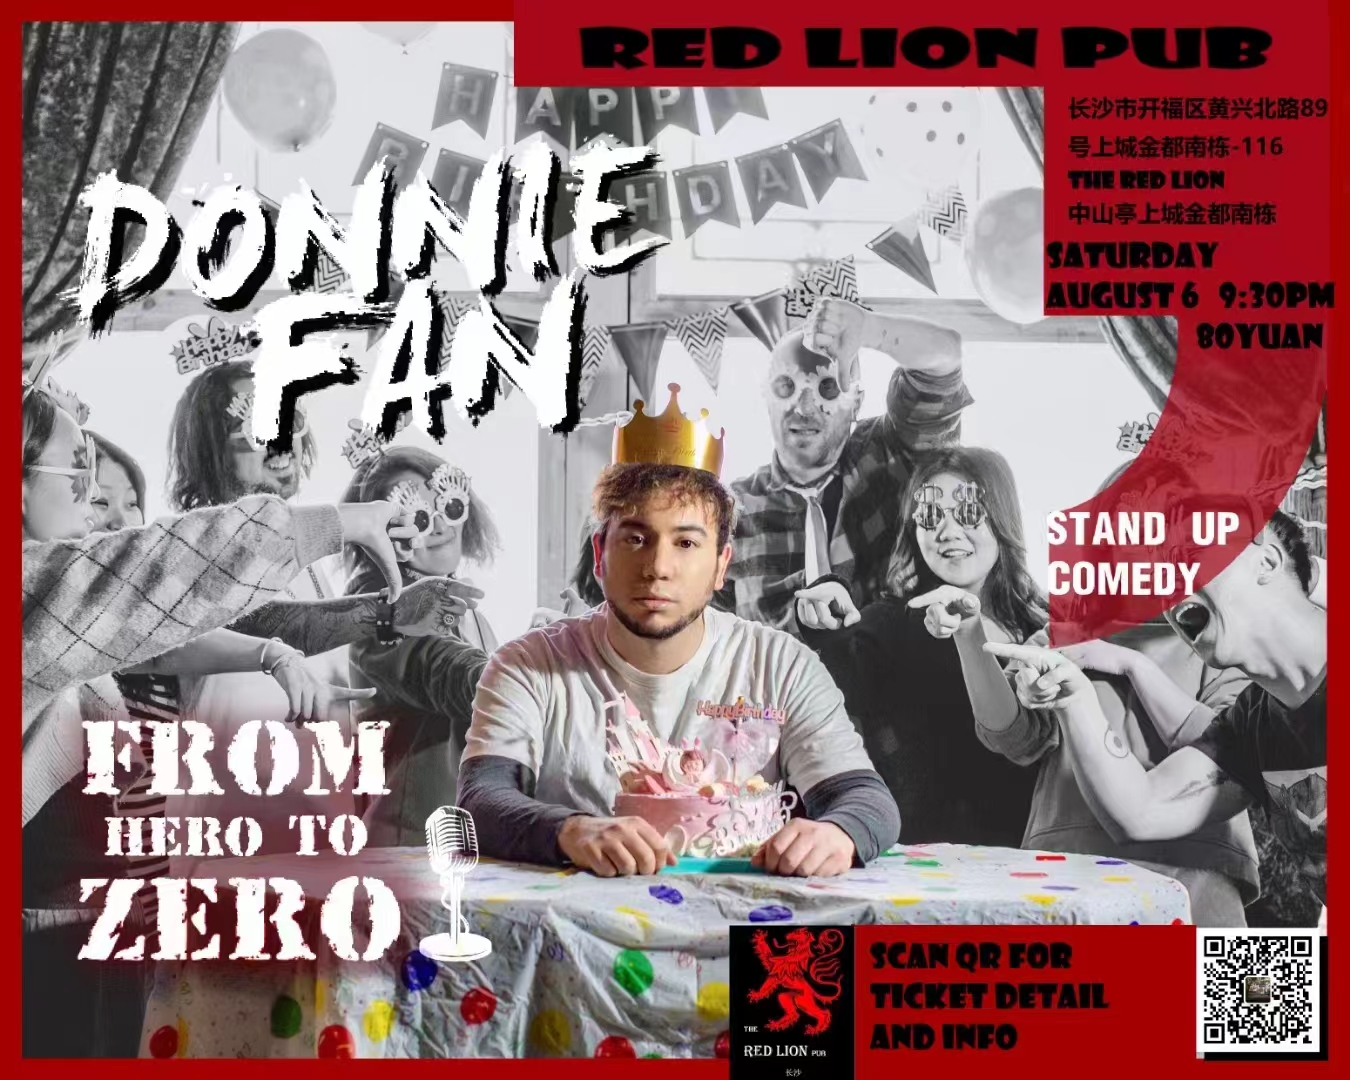 RED LION PUB
长沙市开福区黄兴北路89
号上城金都南栋-116
THE RED LION
中山亭上城金都南栋
SATURDAY
AUGUST 6 9:30PM
80YUAN
HAPPY
BIRTHDAY
DONNIE
FAN
Happy
Birthday
STAND UP
COMEDY
HappyBirthday
FROM
HERO TO
ZERO
SCAN QR FOR
TICKET DETAIL
AND INFO
THE
RED LION PUB
长沙